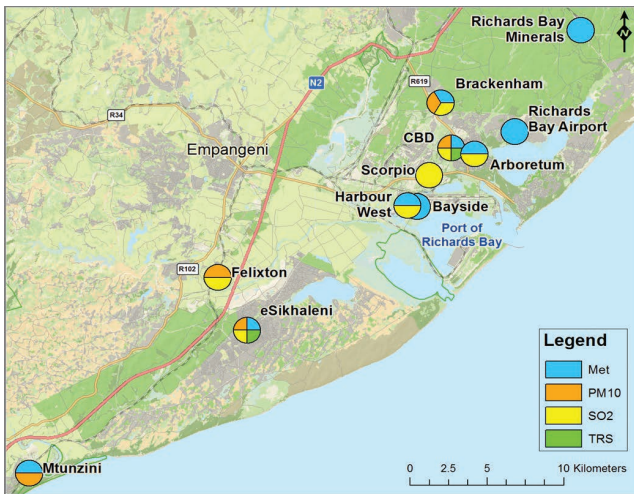 Richards Bay
Minerals
N
R619
N2
Brackenham
R34
Richards
Bay Airport
CBD
Empangeni
Arboretum
Scorpio
Harbour
West
Bayside
Port of
Richards Bay
R102
Felixton
eSikhaleni
Legend
Met
PM10
SO2
TRS
Mtunzini
0 2.5 5 10 Kilometers